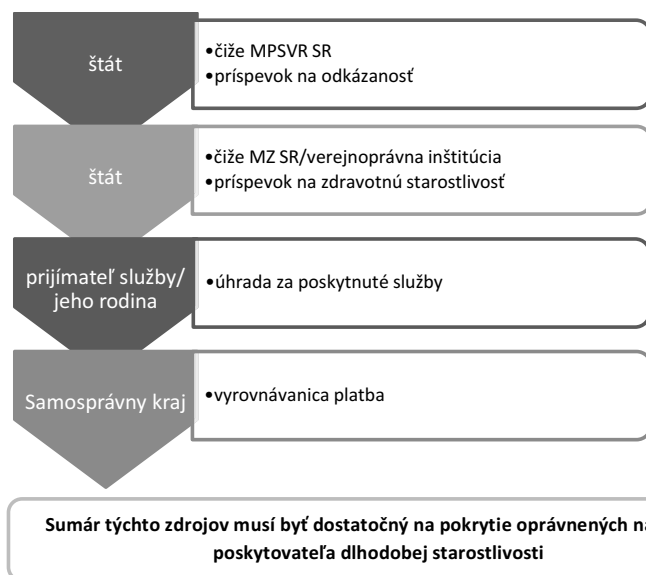 štát
•čiže MPSVR SR
•príspevok na odkázanosť
štát
•čiže MZ SR/verejnoprávna inštitúcia
•príspevok na zdravotnú starostlivosť
prijímateľ služby/
jeho rodina
•úhrada za poskytnuté služby
Samosprávny kraj
•vyrovnávanica platba
Sumár týchto zdrojov musí byť dostatočný na pokrytie oprávnených
poskytovateľa dlhodobej starostlivosti